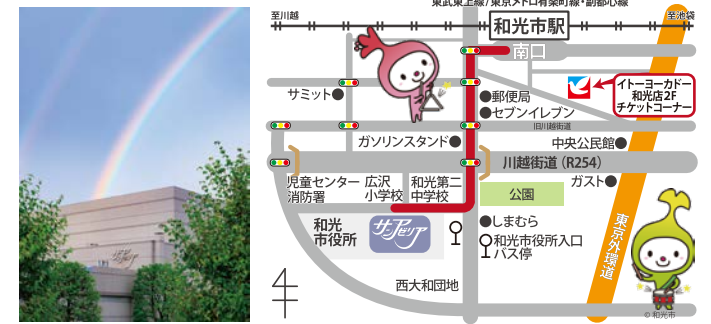 東武東上線/東京メトロ有楽町線・副都心線
至川越
至池袋
和光市駅
南口
サミット
郵便局
セブンイレブン
イトーヨーカドー
和光店2F
チケットコーナー
旧川越街道
ガソリンスタンド
中央公民館
川越街道(R254)
児童センター
消防署
広沢
小学校
和光第二
中学校
ガスト
公園
和光
市役所
サンアゼリア
しまむら
和光市役所入口
バス停
東京外環道
西大和団地
© 和光市